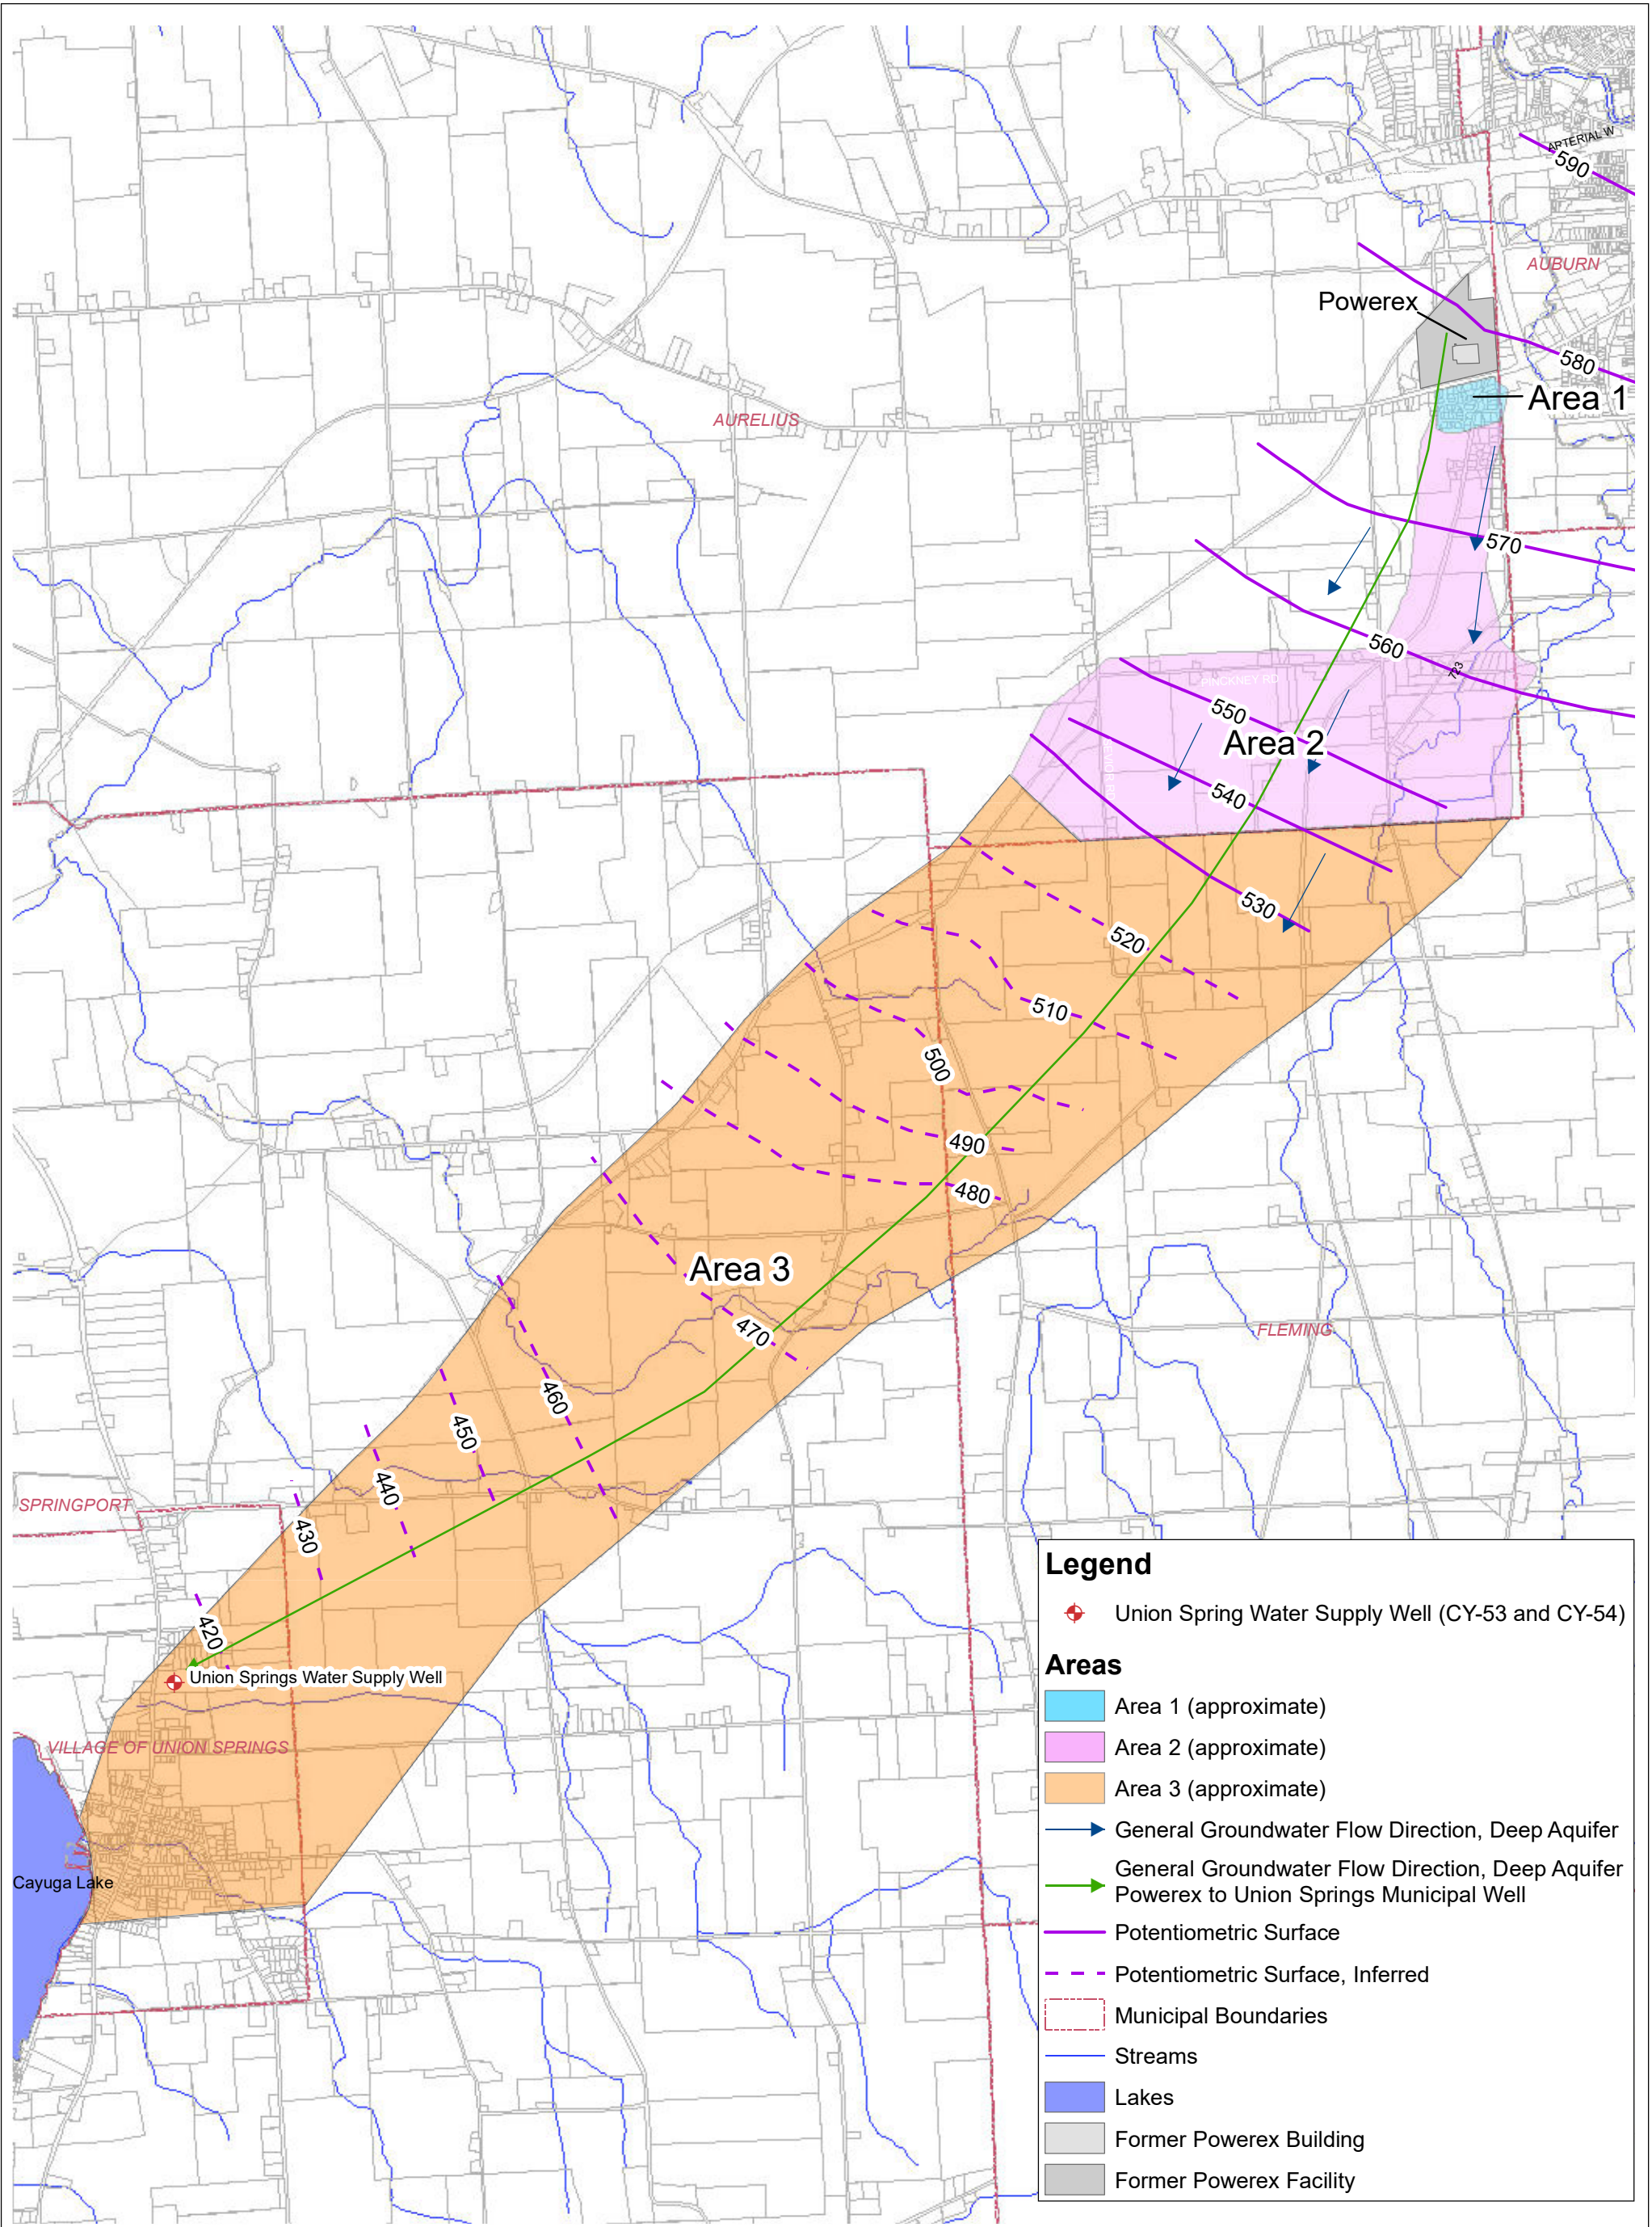 ARTERIAL W
590
AUBURN
Powerex
580
Area 1
AURELIUS
570
560
723
PINCKNEY RD
550
Area 2
540
530
520
510
500
490
480
Area 3
470
FLEMING
460
450
440
SPRINGPORT
430
420
Union Springs Water Supply Well
VILLAGE OF UNION SPRINGS
Cayuga Lake
Legend
Union Spring Water Supply Well (CY-53 and CY-54)
Areas
Area 1 (approximate)
Area 2 (approximate)
Area 3 (approximate)
General Groundwater Flow Direction, Deep Aquifer
General Groundwater Flow Direction, Deep Aquifer
Powerex to Union Springs Municipal Well
Potentiometric Surface
Potentiometric Surface, Inferred
Municipal Boundaries
Streams
Lakes
Former Powerex Building
Former Powerex Facility